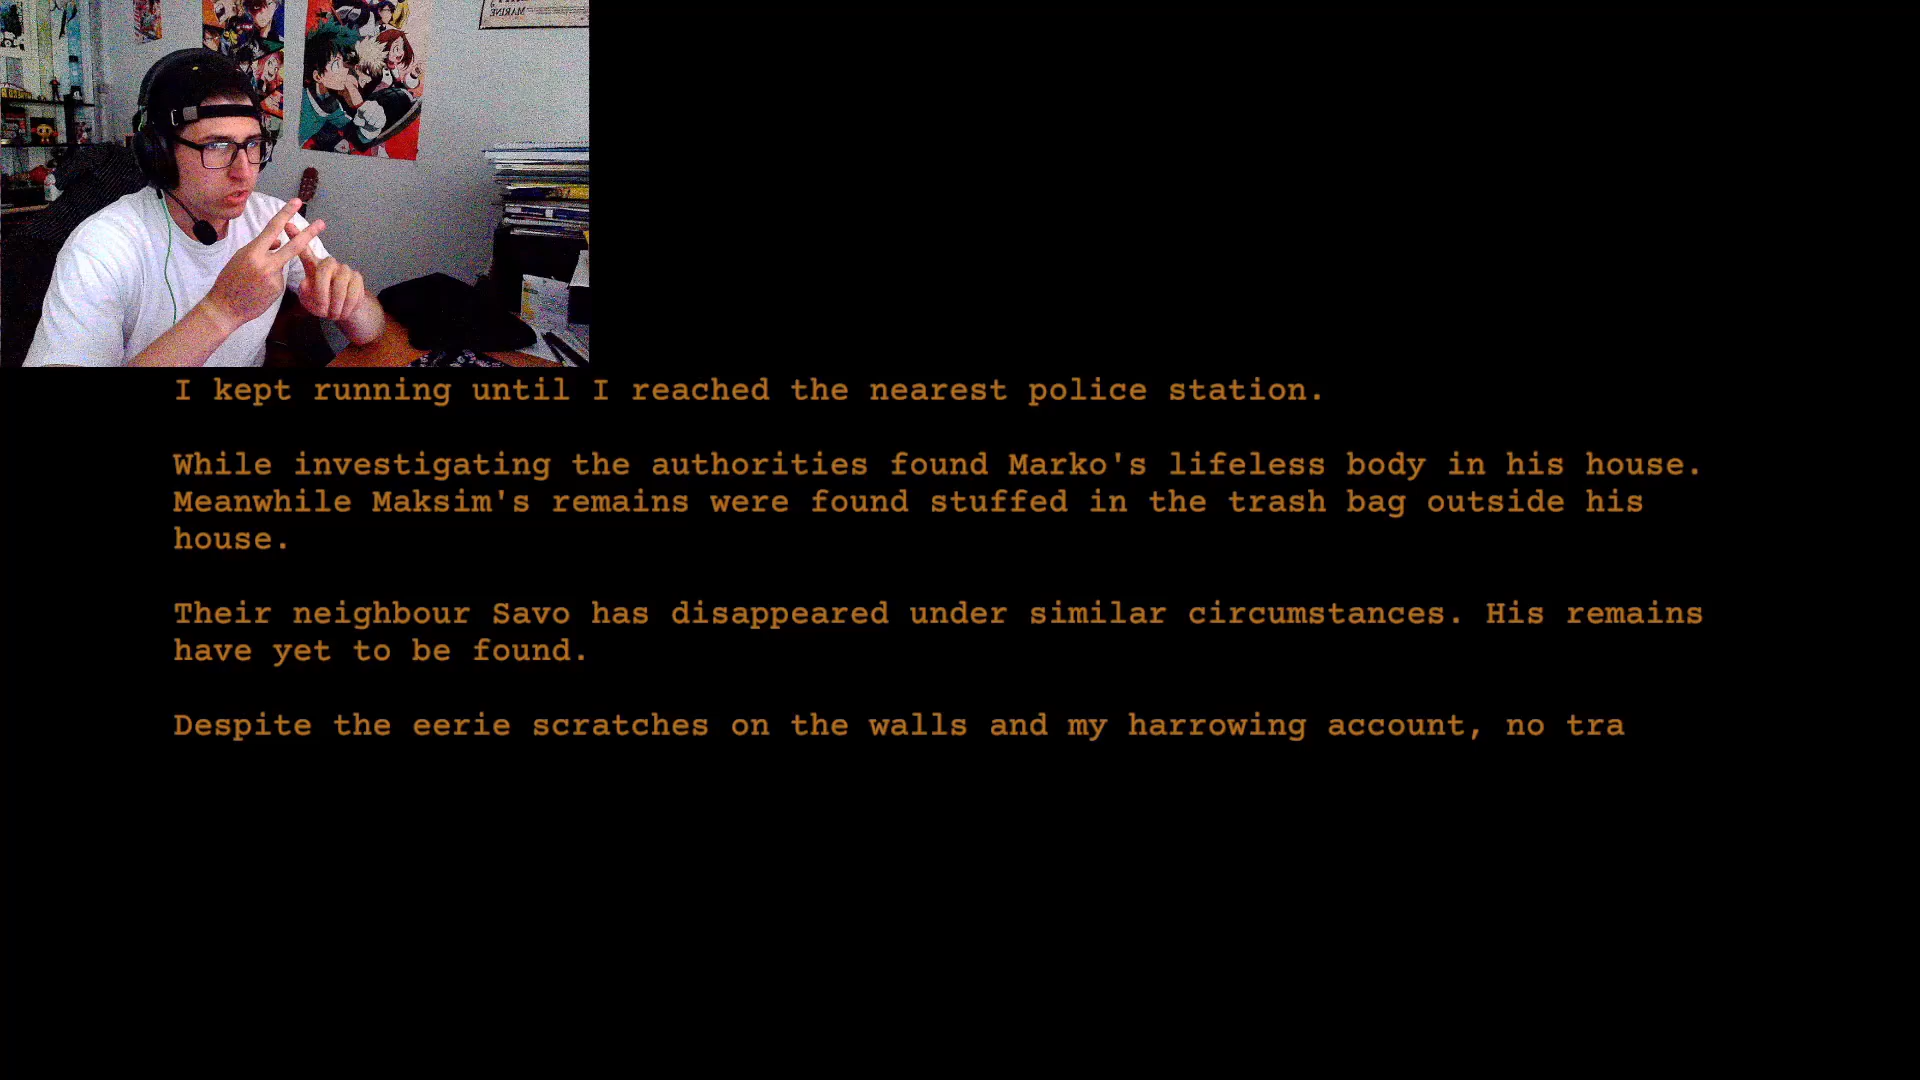 I kept running until I reached the nearest police station.
While investigating the authorities found Marko's lifeless body in his house.
Meanwhile Maksim's remains were found stuffed in the trash bag outside his
house.
Their neighbour Savo has disappeared under similar circumstances. His remains
have yet to be found.
Despite the eerie scratches on the walls and my harrowing account, no tra